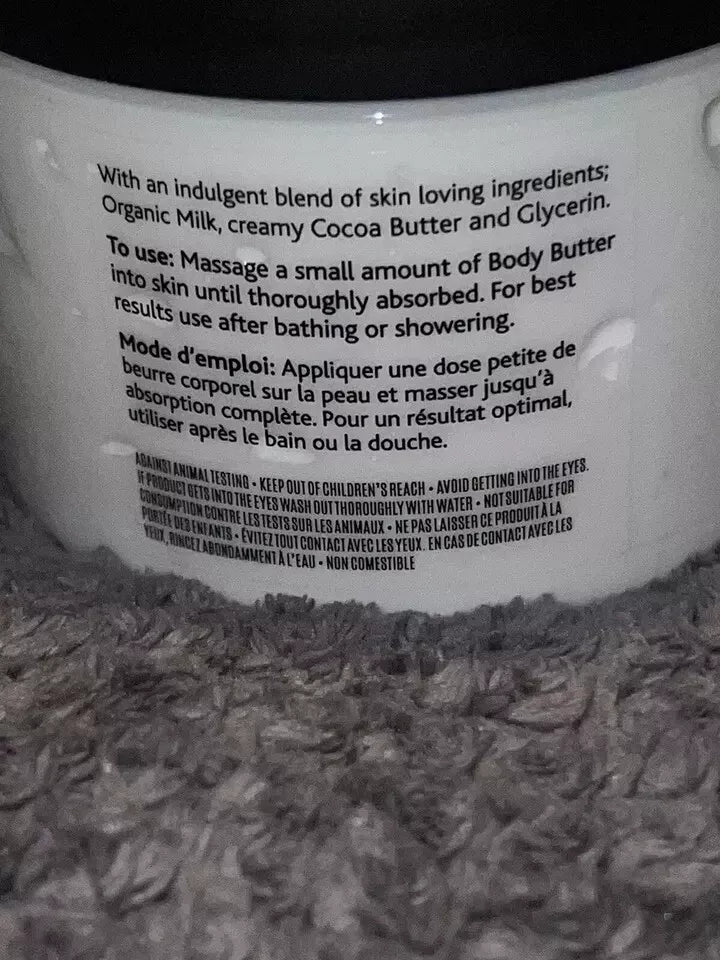 With an indulgent blend of skin loving ingredients;
Organic Milk, creamy Cocoa Butter and Glycerin.
To use: Massage a small amount of Body Butter
into skin until thoroughly absorbed. For best
results use after bathing or showering.
Mode d'emploi: Appliquer une dose petite de
beurre corporel sur la peau et masser jusqu'à
absorption complète. Pour un résultat optimal,
utiliser après le bain ou la douche.
AGAINST ANIMAL TESTING • KEEP OUT OF CHILDREN'S REACH • AVOID GETTING INTO THE EYES.
IF PRODUCT GETS INTO THE EYES WASH OUT THOROUGHLY WITH WATER • NOT SUITABLE FOR
CONSUMPTION CONTRE LES TESTS SUR LES ANIMAUX • NE PAS LAISSER CE PRODUIT À LA
PORTÉE DES ENFANTS • ÉVITEZ TOUT CONTACT AVEC LES YEUX. EN CAS DE CONTACT AVEC LES
YEUX, RINCEZ ABONDAMMENT À L'EAU • NON COMESTIBLE